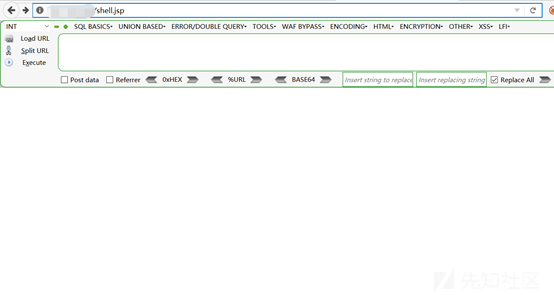 /shell.jsp
INT SQL BASICS UNION BASED ERROR/DOUBLE QUERY TOOLS WAF BYPASS ENCODING HTML ENCRYPTION OTHER XSS LFI
Load URL
Split URL
Execute
Post data Referrer 0xHEX %URL BASE64 Insert string to replace Insert replacing string Replace All
先知社区